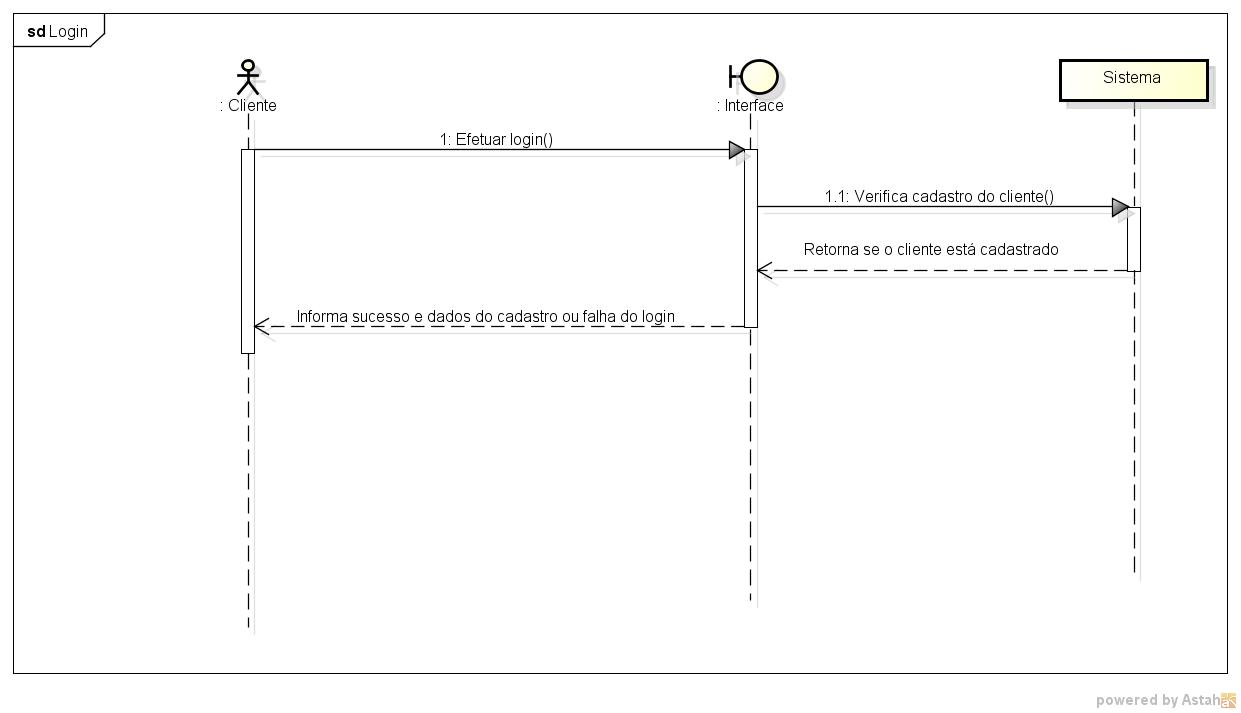 sd Login
: Cliente
: Interface
Sistema
1: Efetuar login()
1.1: Verifica cadastro do cliente()
Retorna se o cliente está cadastrado
Informa sucesso e dados do cadastro ou falha do login
powered by Astah